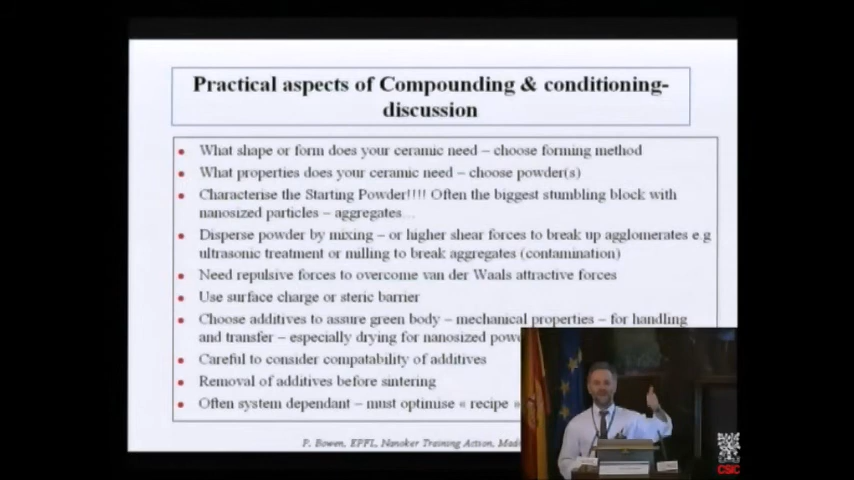 Practical aspects of Compounding & conditioning-
discussion
What shape or form does your ceramic need – choose forming method
What properties does your ceramic need – choose powder(s)
Characterise the Starting Powder!!!! Often the biggest stumbling block with
nanosized particles – aggregates...
Disperse powder by mixing – or higher shear forces to break up agglomerates e.g
ultrasonic treatment or milling to break aggregates (contamination)
Need repulsive forces to overcome van der Waals attractive forces
Use surface charge or steric barrier
Choose additives to assure green body – mechanical properties – for handling
and transfer – especially drying for nanosized
Careful to consider compatability of additives
Removal of additives before sintering
Often system dependant – must optimise « recipe »
P. Bowen, EPFL, Nanoker Training Action,
CSIC